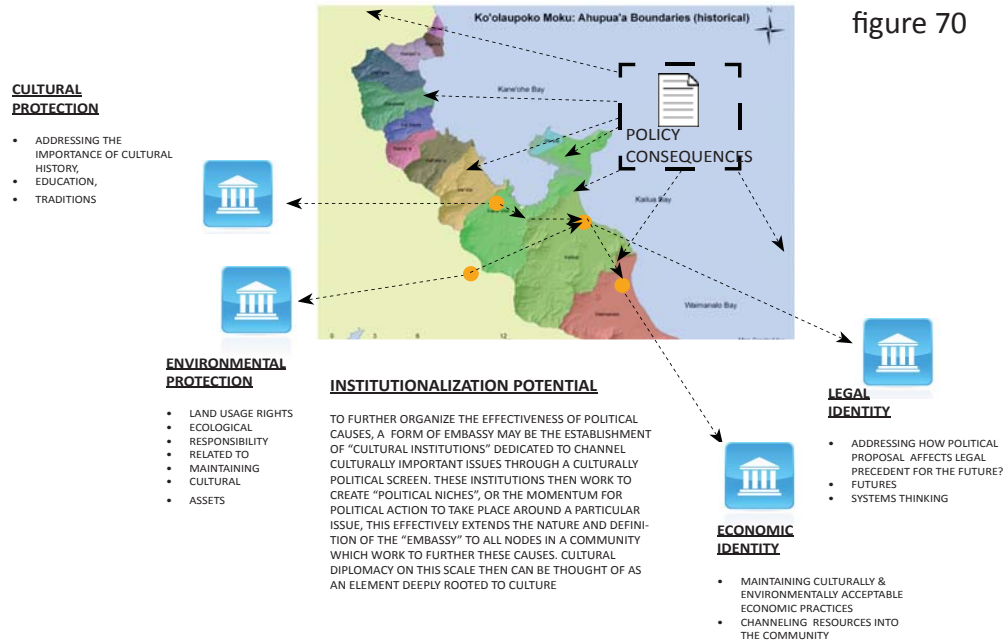 figure 70
Ko'olaupoko Moku: Ahupua'a Boundaries (historical)
N
Kane'ohe Bay
POLICY
CONSEQUENCES
Kailua Bay
Kailua
Waimanalo Bay
Waimanalo
0 3 6 12
CULTURAL
PROTECTION
• ADDRESSING THE
IMPORTANCE OF CULTURAL
HISTORY,
• EDUCATION,
• TRADITIONS
ENVIRONMENTAL
PROTECTION
• LAND USAGE RIGHTS
• ECOLOGICAL
• RESPONSIBILITY
• RELATED TO
• MAINTAINING
• CULTURAL
• ASSETS
INSTITUTIONALIZATION POTENTIAL
TO FURTHER ORGANIZE THE EFFECTIVENESS OF POLITICAL
CAUSES, A FORM OF EMBASSY MAY BE THE ESTABLISHMENT
OF "CULTURAL INSTITUTIONS" DEDICATED TO CHANNEL
CULTURALLY IMPORTANT ISSUES THROUGH A CULTURALLY
POLITICAL SCREEN. THESE INSTITUTIONS THEN WORK TO
CREATE "POLITICAL NICHES", OR THE MOMENTUM FOR
POLITICAL ACTION TO TAKE PLACE AROUND A PARTICULAR
ISSUE, THIS EFFECTIVELY EXTENDS THE NATURE AND DEFINI-
TION OF THE "EMBASSY" TO ALL NODES IN A COMMUNITY
WHICH WORK TO FURTHER THESE CAUSES. CULTURAL
DIPLOMACY ON THIS SCALE THEN CAN BE THOUGHT OF AS
AN ELEMENT DEEPLY ROOTED TO CULTURE
LEGAL
IDENTITY
• ADDRESSING HOW POLITICAL
PROPOSAL AFFECTS LEGAL
PRECEDENT FOR THE FUTURE?
• FUTURES
• SYSTEMS THINKING
ECONOMIC
IDENTITY
• MAINTAINING CULTURALLY &
ENVIRONMENTALLY ACCEPTABLE
ECONOMIC PRACTICES
• CHANNELING RESOURCES INTO
THE COMMUNITY